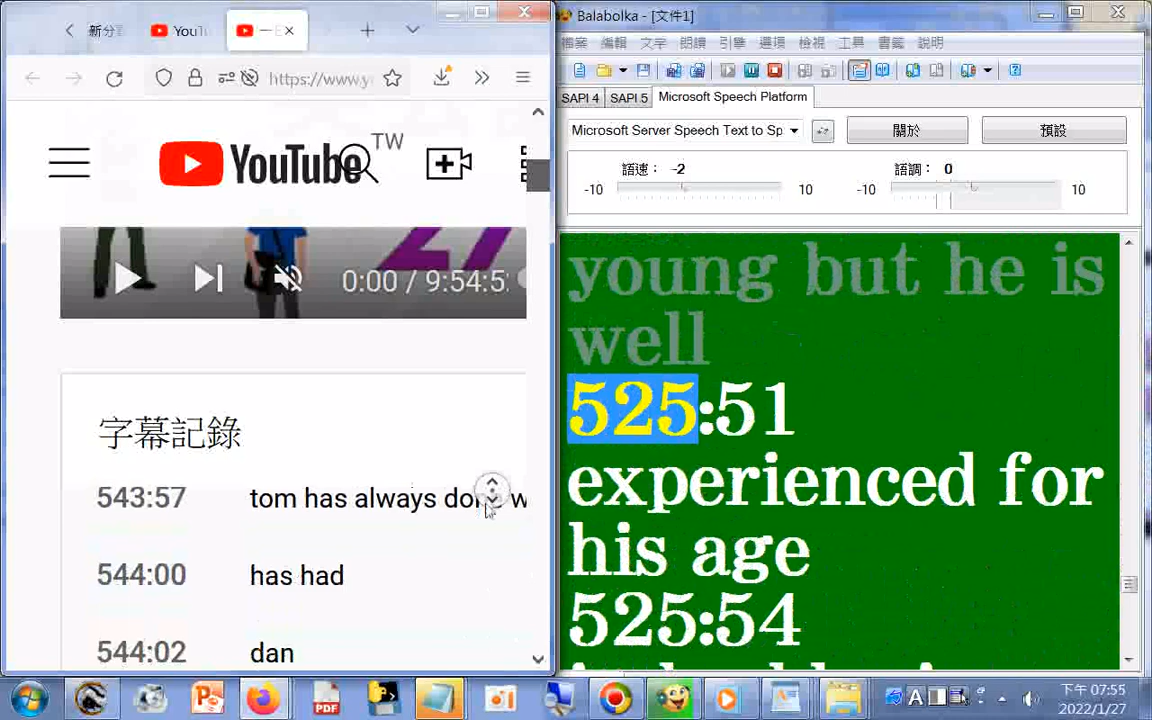 新分
YouT
一
https://www.y
YouTube
TW
27
0:00 / 9:54:5
字幕記錄
543:57
tom has always done w
544:00
has had
544:02
dan
Balabolka - [文件1]
檔案 編輯 文字 朗讀 引擎 選項 檢視 工具 書籤 說明
SAPI 4 SAPI 5 Microsoft Speech Platform
Microsoft Server Speech Text to Sp
關於
預設
語速: -2
-10
10
語調: 0
-10
10
young but he is
well
525:51
experienced for
his age
525:54
PDF
A
下午 07:55
2022/1/27